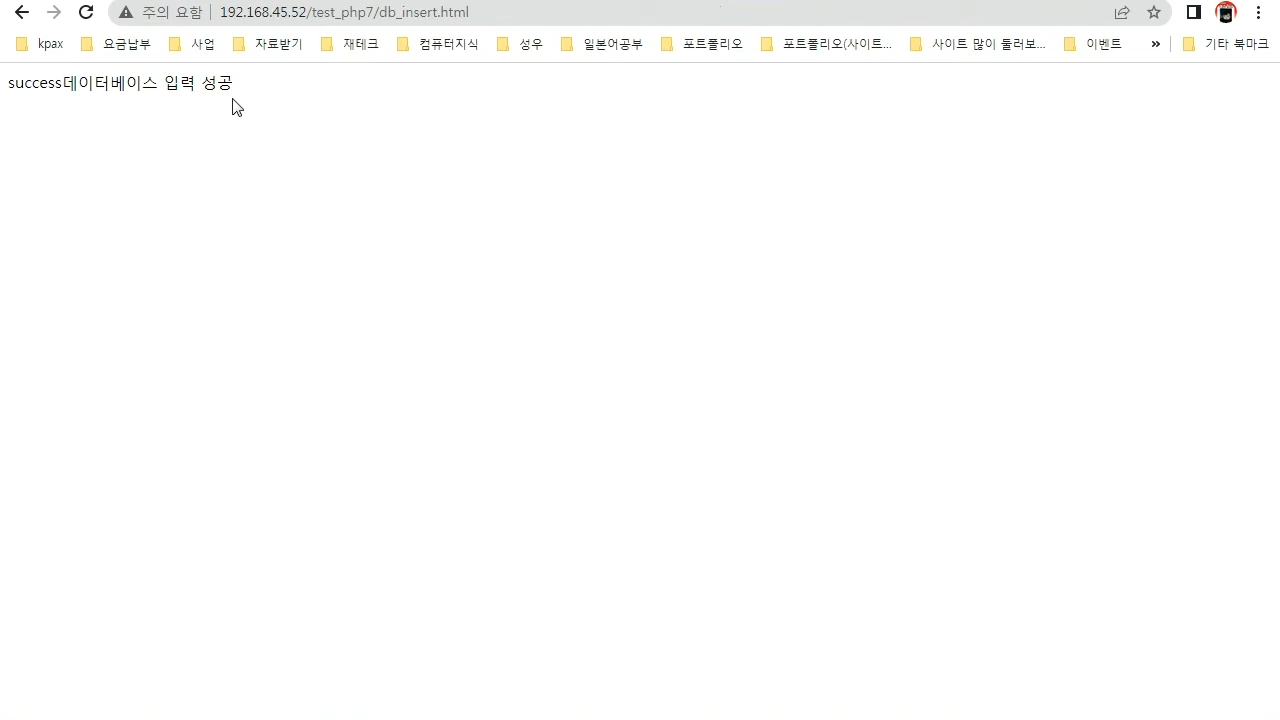 주의 요함 192.168.45.52/test_php7/db_insert.html
kpax 요금납부 사업 자료받기 재테크 컴퓨터지식 성우 일본어공부 포트폴리오 포트폴리오(사이트... 사이트 많이 둘러보... 이벤트 » 기타 북마크
success데이터베이스 입력 성공